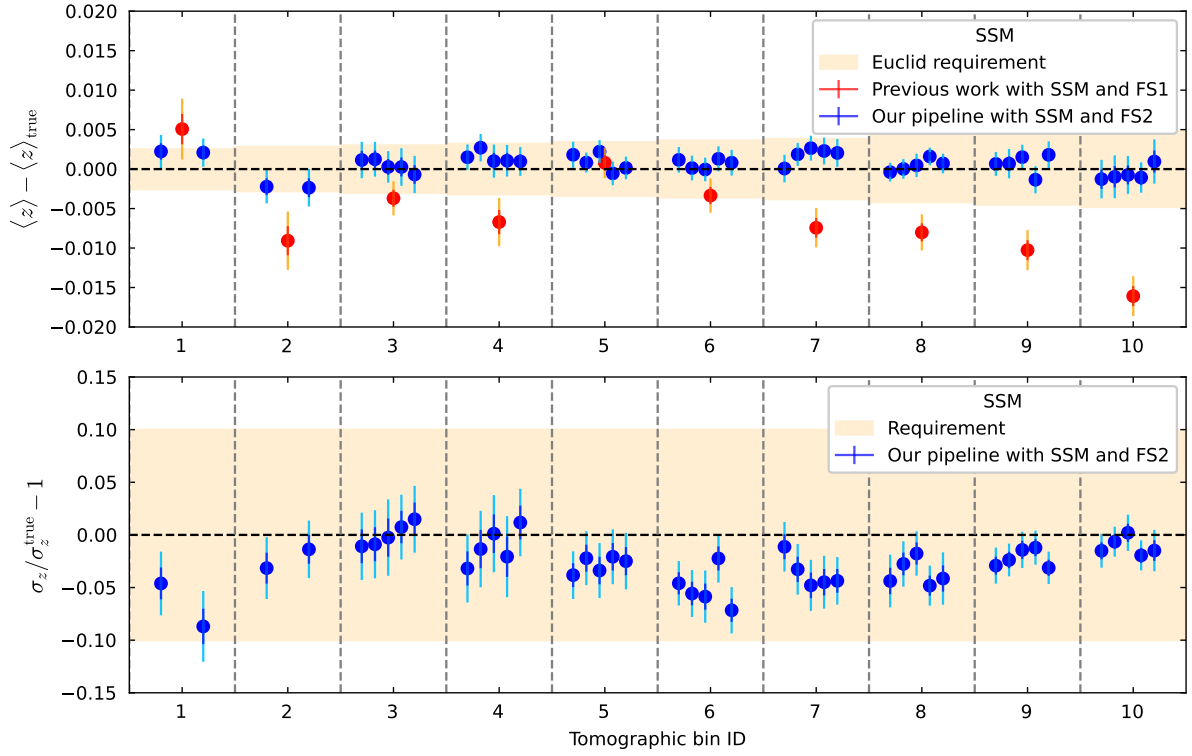 0.020
0.015
0.010
0.005
0.000
−0.005
−0.010
−0.015
−0.020
⟨z⟩ − ⟨z⟩true
SSM
Euclid requirement
Previous work with SSM and FS1
Our pipeline with SSM and FS2
1 2 3 4 5 6 7 8 9 10
0.15
0.10
0.05
0.00
−0.05
−0.10
−0.15
σz/σz^true − 1
SSM
Requirement
Our pipeline with SSM and FS2
1 2 3 4 5 6 7 8 9 10
Tomographic bin ID